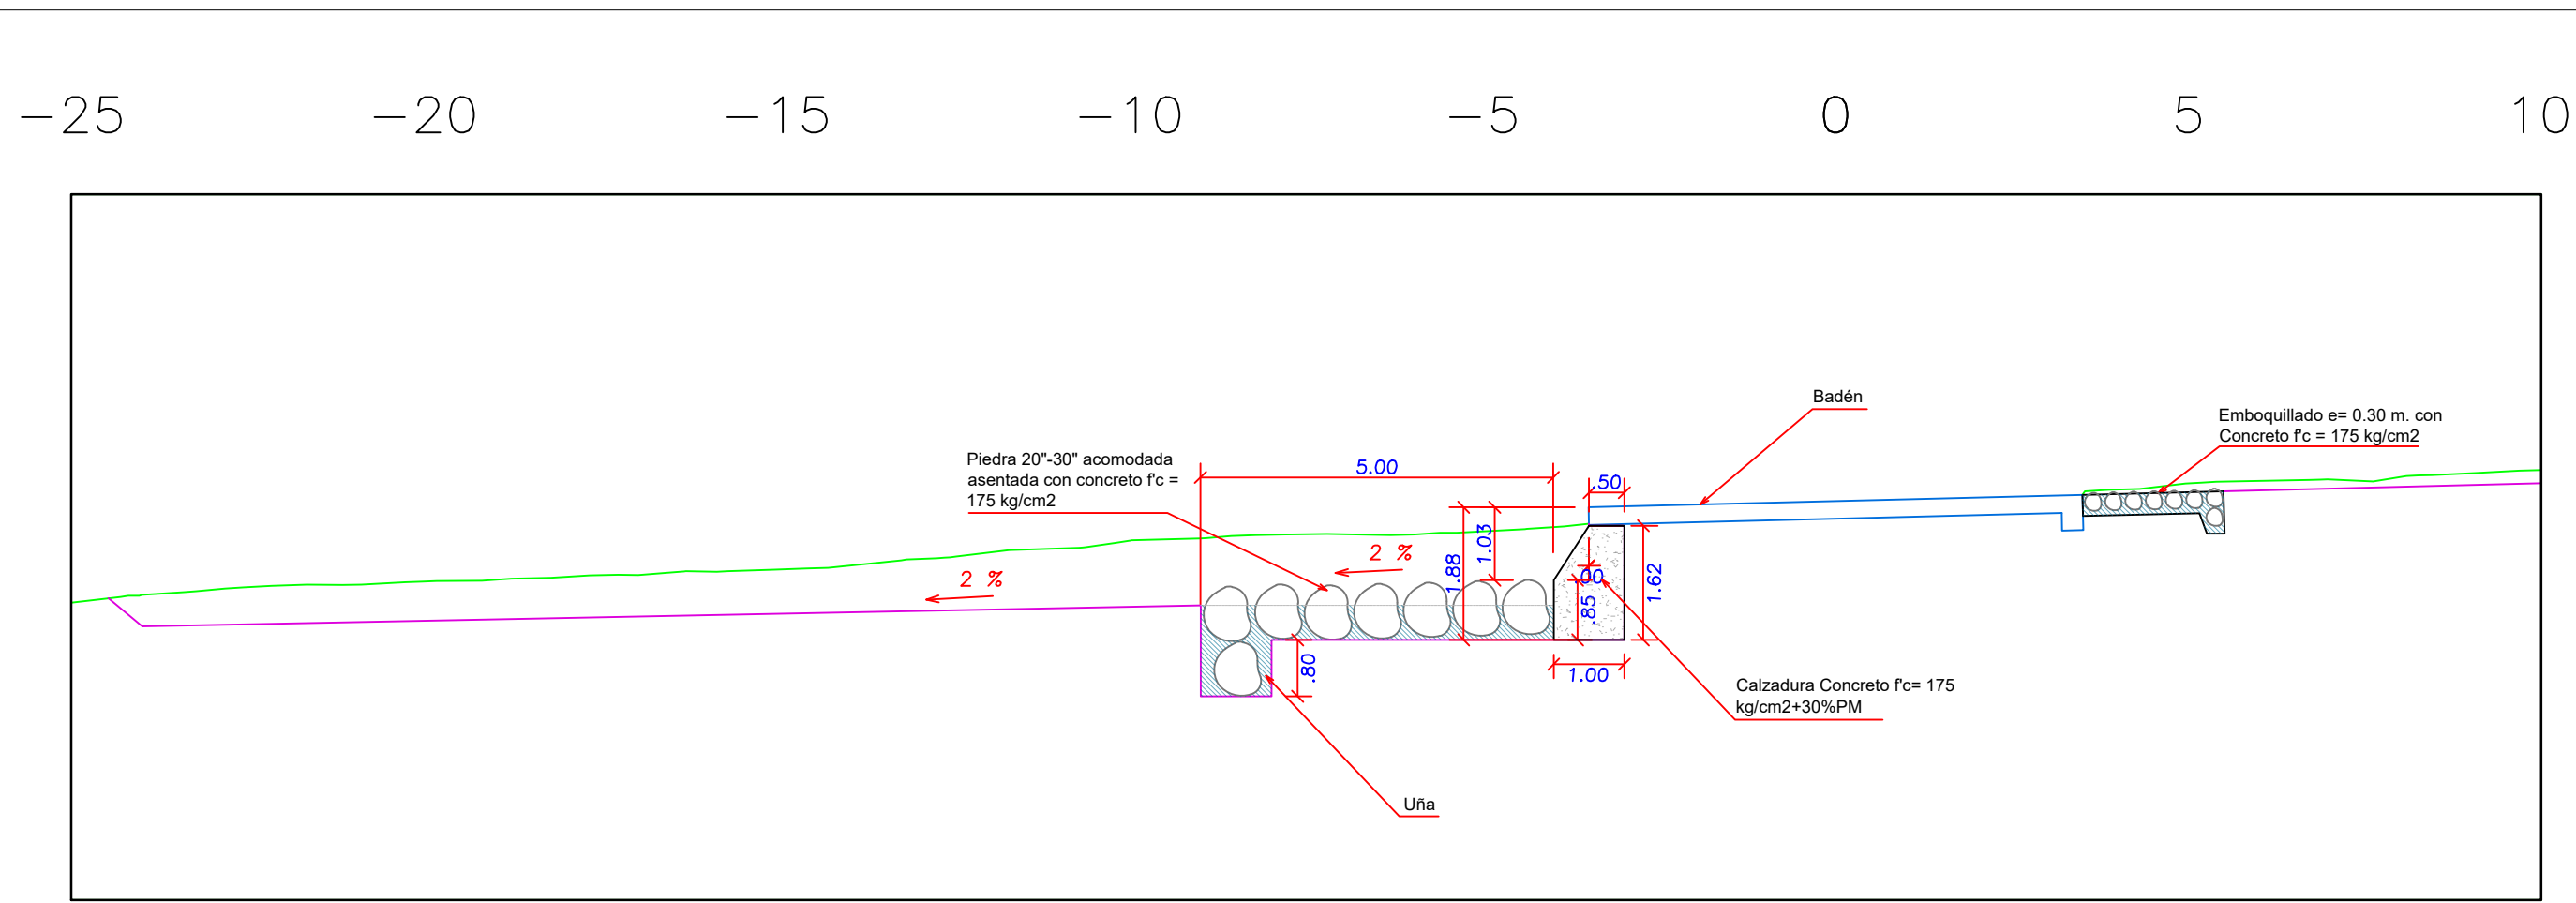 -25 -20 -15 -10 -5 0 5 10
Badén
Emboquillado e= 0.30 m. con
Concreto f'c = 175 kg/cm2
Piedra 20"-30" acomodada
asentada con concreto f'c =
175 kg/cm2
5.00
.50
1.03
1.88
2 %
2 %
.00
.85
1.62
.80
1.00
Calzadura Concreto f'c= 175
kg/cm2+30%PM
Uña